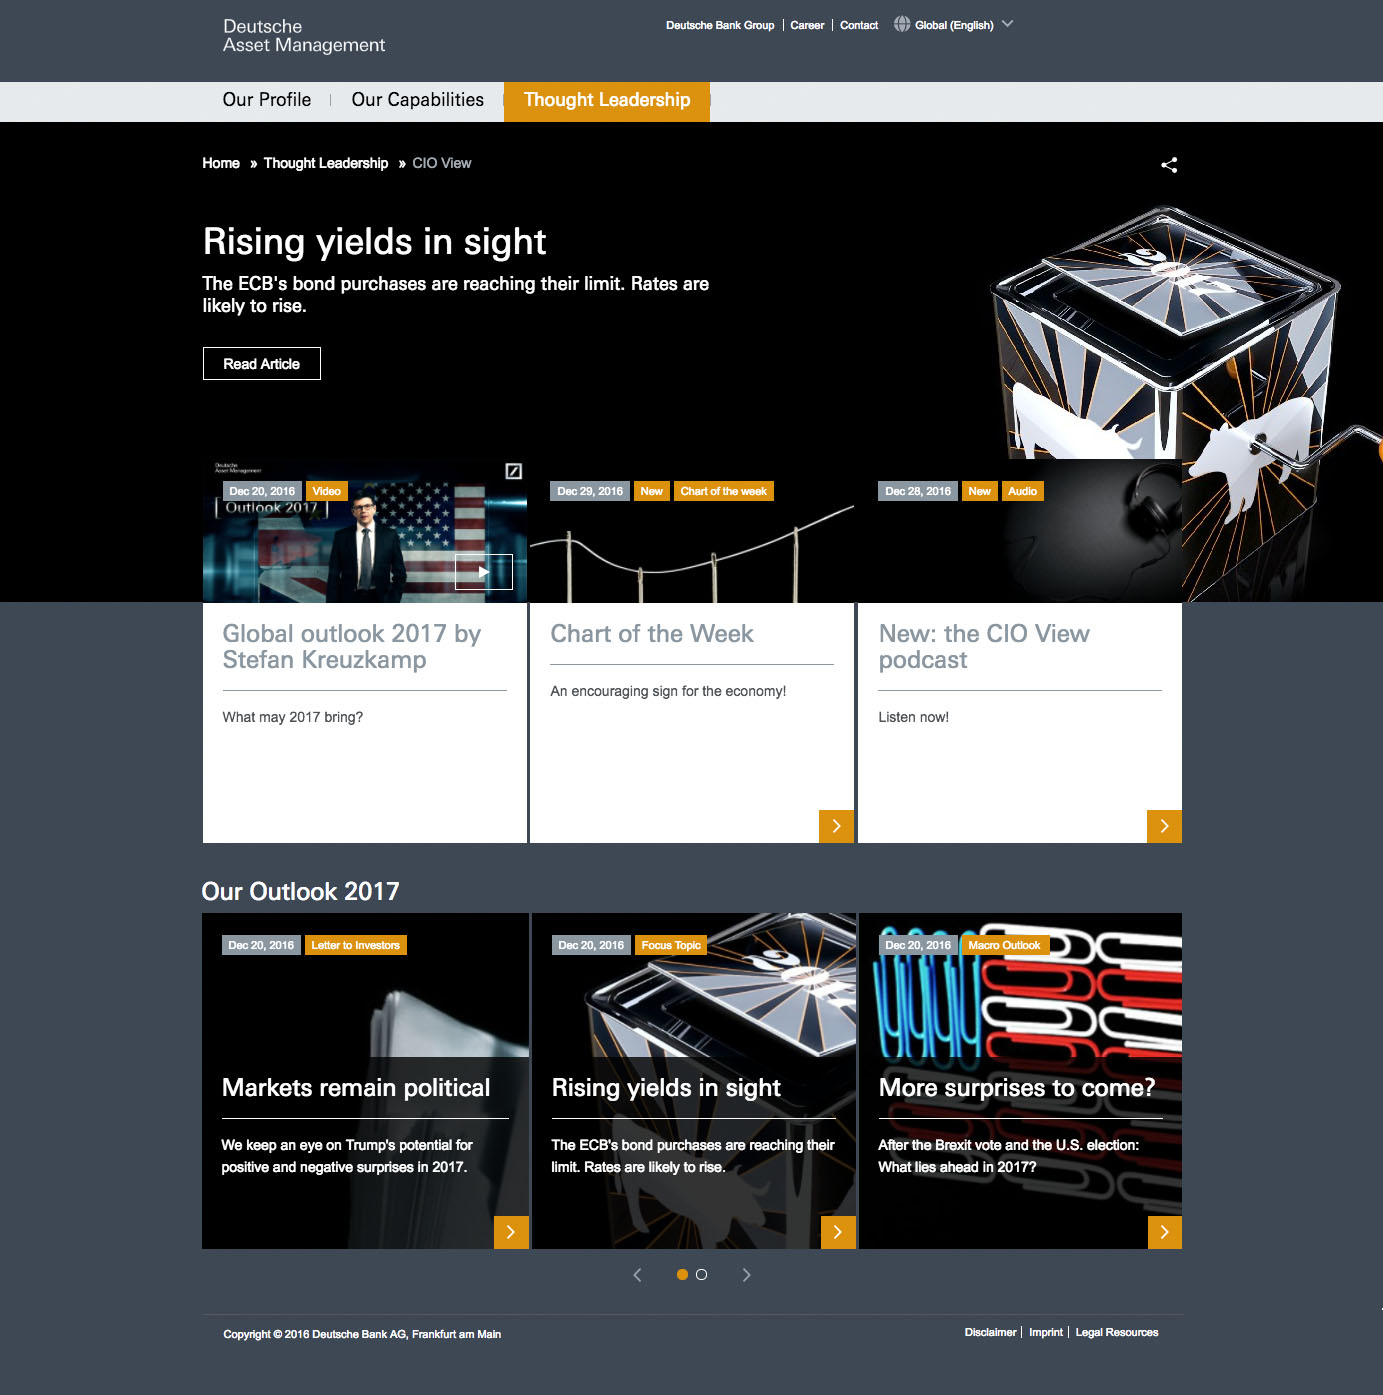 Deutsche
Asset Management
Deutsche Bank Group | Career | Contact Global (English)
Our Profile | Our Capabilities Thought Leadership
Home » Thought Leadership » CIO View
Rising yields in sight
The ECB's bond purchases are reaching their limit. Rates are
likely to rise.
Read Article
Deutsche
Asset Management
Dec 20, 2016 Video
Outlook 2017
Dec 29, 2016 New Chart of the week
Dec 28, 2016 New Audio
Global outlook 2017 by
Stefan Kreuzkamp
What may 2017 bring?
Chart of the Week
An encouraging sign for the economy!
New: the CIO View
podcast
Listen now!
Our Outlook 2017
Dec 20, 2016 Letter to Investors
Markets remain political
We keep an eye on Trump's potential for
positive and negative surprises in 2017.
Dec 20, 2016 Focus Topic
Rising yields in sight
The ECB's bond purchases are reaching their
limit. Rates are likely to rise.
Dec 20, 2016 Macro Outlook
More surprises to come?
After the Brexit vote and the U.S. election:
What lies ahead in 2017?
Copyright © 2016 Deutsche Bank AG, Frankfurt am Main
Disclaimer | Imprint | Legal Resources